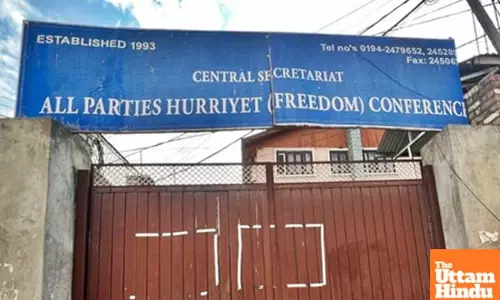 ESTABLISHED 1993
Tel no's 0194-2479652, 24528
Fax: 24506
CENTRAL SECRETARIAT
ALL PARTIES HURRIYET (FREEDOM) CONFERENC
The
Uttam
Hindu